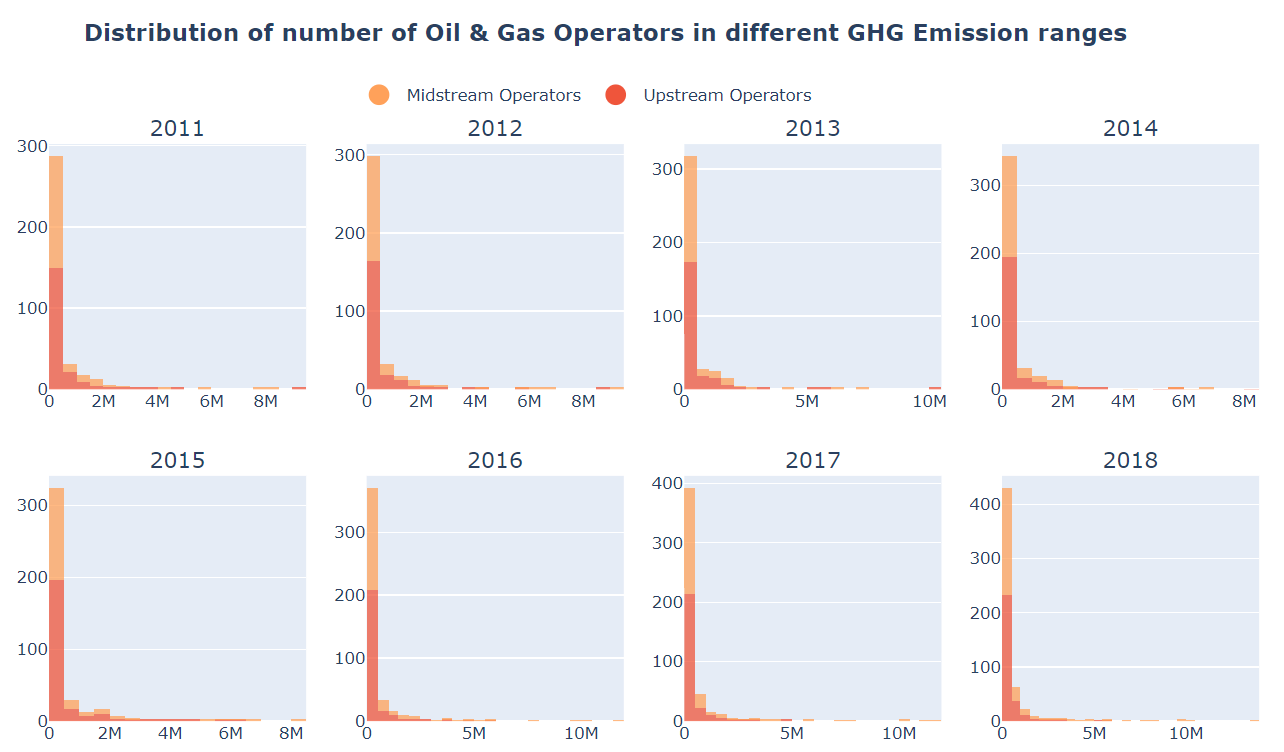 Distribution of number of Oil & Gas Operators in different GHG Emission ranges
Midstream Operators Upstream Operators
2011 2012 2013 2014
300
200
100
0
0 2M 4M 6M 8M
300
200
100
0
0 2M 4M 6M 8M
300
200
100
0
0 5M 10M
300
200
100
0
0 2M 4M 6M 8M
2015 2016 2017 2018
300
200
100
0
0 2M 4M 6M 8M
300
200
100
0
0 5M 10M
400
300
200
100
0
0 5M 10M
400
300
200
100
0
0 5M 10M